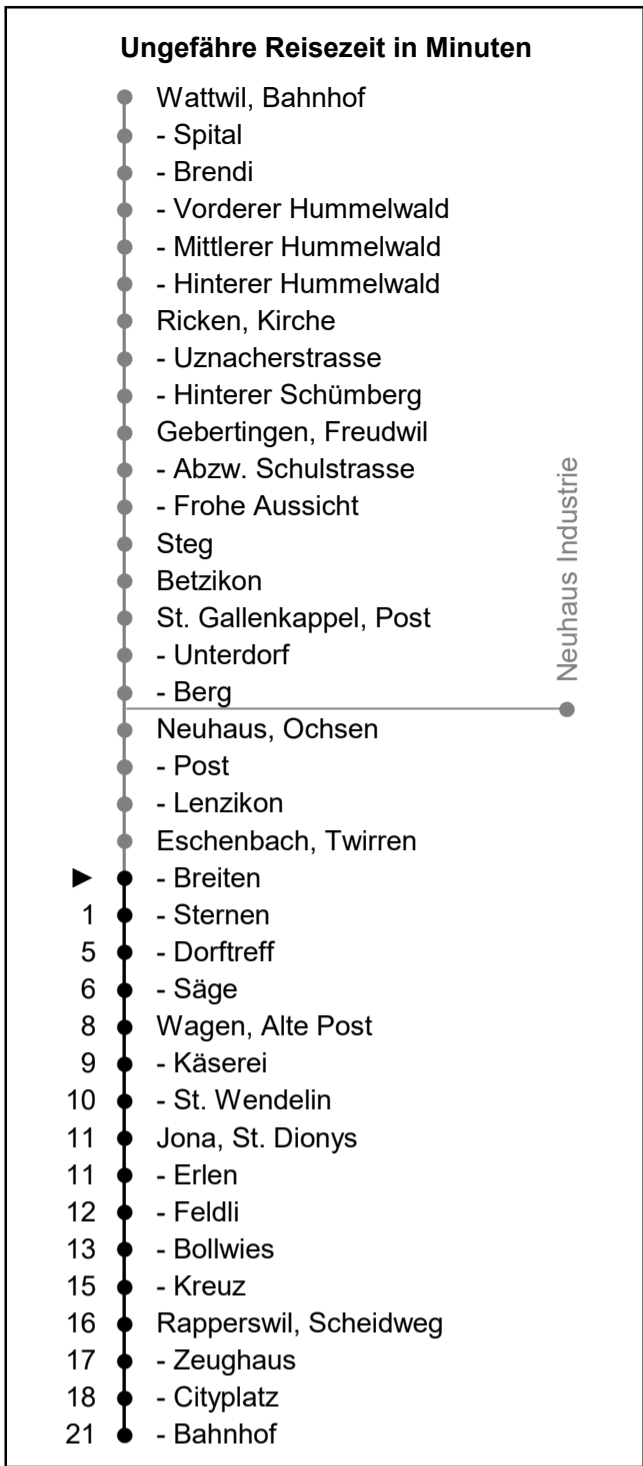 Ungefähre Reisezeit in Minuten
Wattwil, Bahnhof
- Spital
- Brendi
- Vorderer Hummelwald
- Mittlerer Hummelwald
- Hinterer Hummelwald
Ricken, Kirche
- Uznacherstrasse
- Hinterer Schümberg
Gebertingen, Freudwil
- Abzw. Schulstrasse
- Frohe Aussicht
Steg
Betzikon
St. Gallenkappel, Post
- Unterdorf
- Berg
Neuhaus Industrie
Neuhaus, Ochsen
- Post
- Lenzikon
Eschenbach, Twirren
► - Breiten
1 - Sternen
5 - Dorftreff
6 - Säge
8 Wagen, Alte Post
9 - Käserei
10 - St. Wendelin
11 Jona, St. Dionys
11 - Erlen
12 - Feldli
13 - Bollwies
15 - Kreuz
16 Rapperswil, Scheidweg
17 - Zeughaus
18 - Cityplatz
21 - Bahnhof